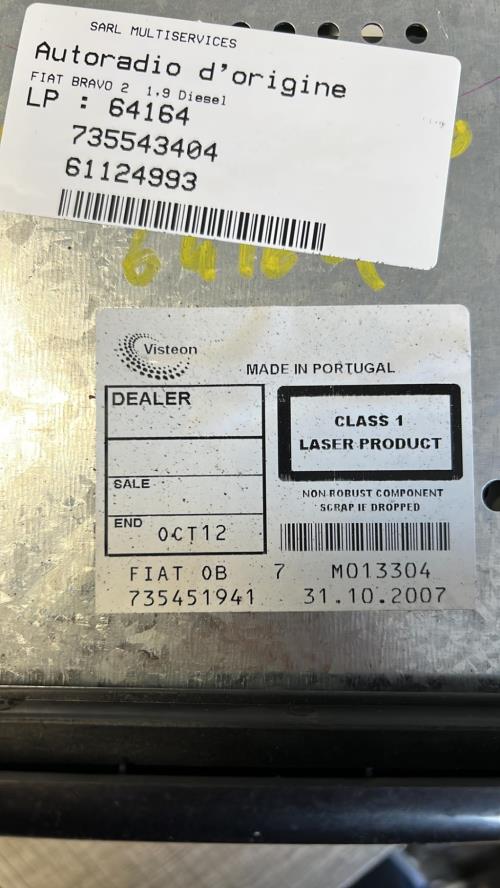 SARL MULTISERVICES
Autoradio d'origine
FIAT BRAVO 2 1,9 Diesel
LP : 64164
735543404
61124993
Visteon
MADE IN PORTUGAL
DEALER
CLASS 1
LASER PRODUCT
SALE
NON ROBUST COMPONENT
SCRAP IF DROPPED
END OCT12
FIAT OB 7 M013304
735451941 31.10.2007